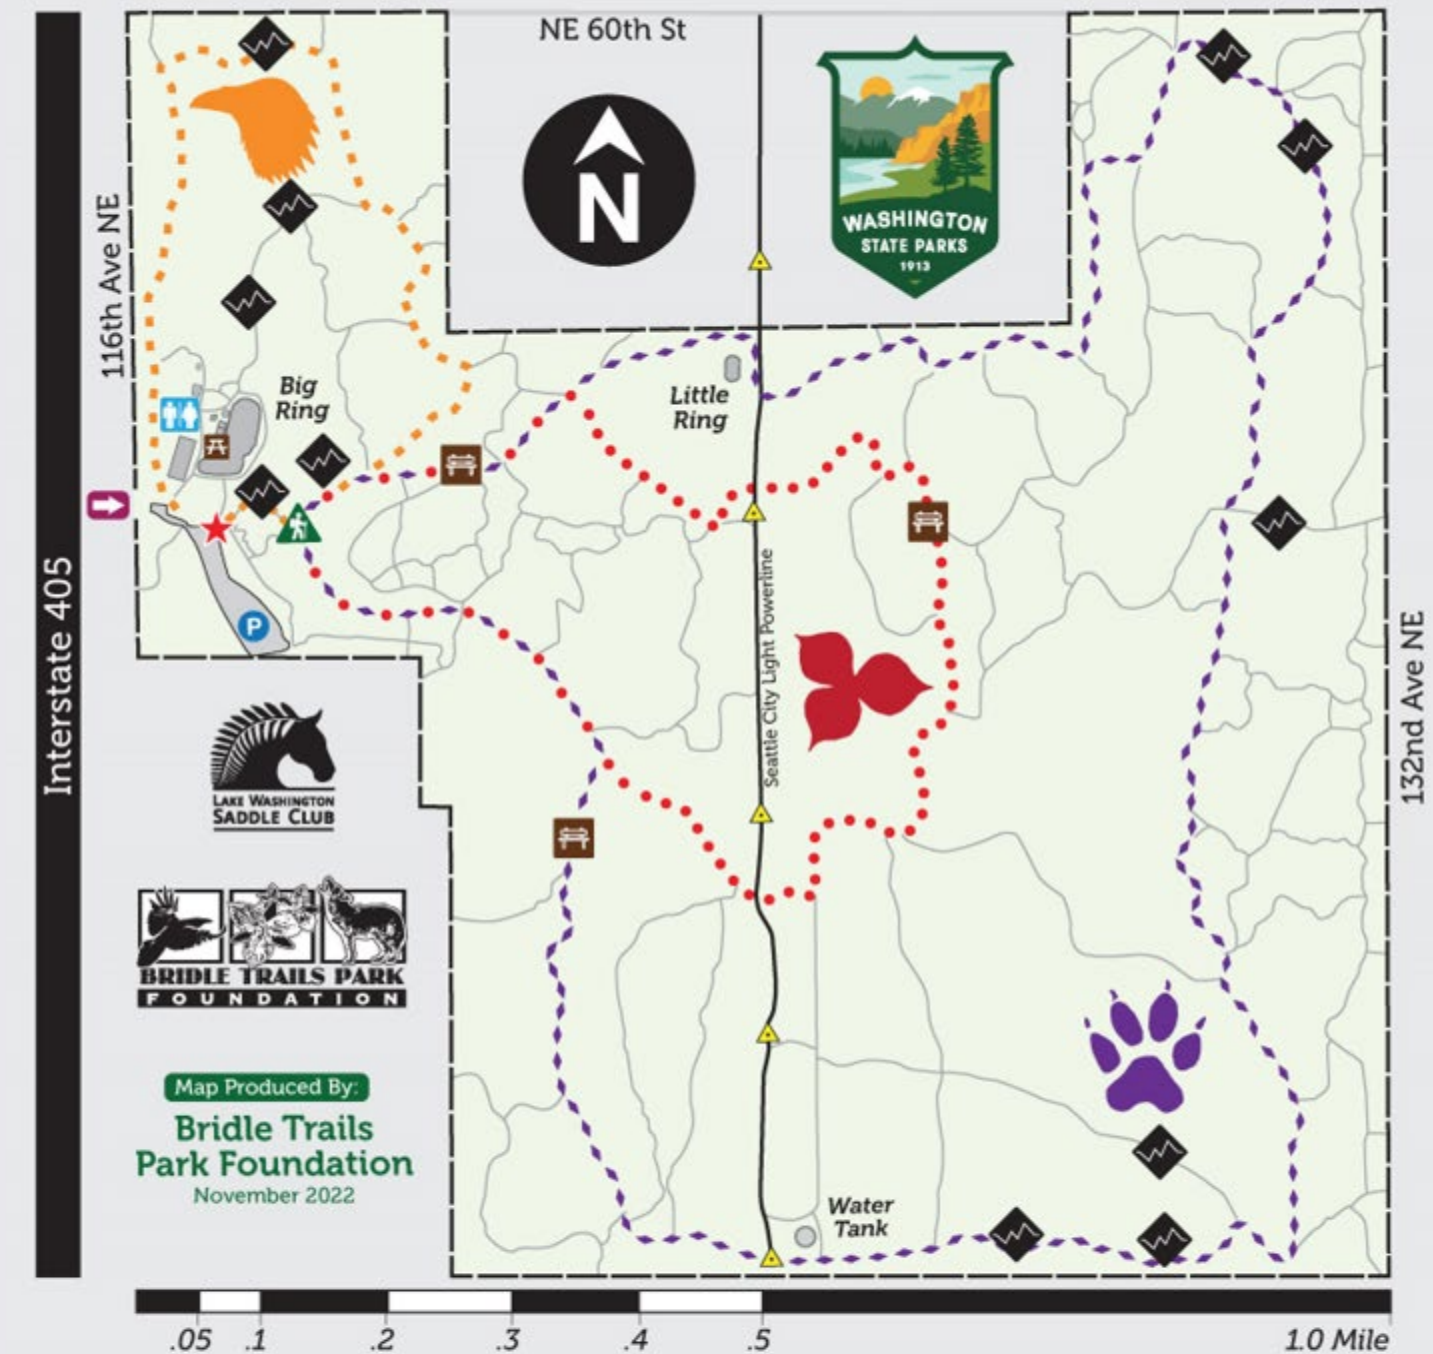 NE 60th St
N
WASHINGTON
STATE PARKS
1913
116th Ave NE
Big
Ring
Little
Ring
P
Interstate 405
Seattle City Light Powerline
132nd Ave NE
LAKE WASHINGTON
SADDLE CLUB
BRIDLE TRAILS PARK
FOUNDATION
Map Produced By:
Bridle Trails
Park Foundation
November 2022
Water
Tank
.05 .1 .2 .3 .4 .5 1.0 Mile